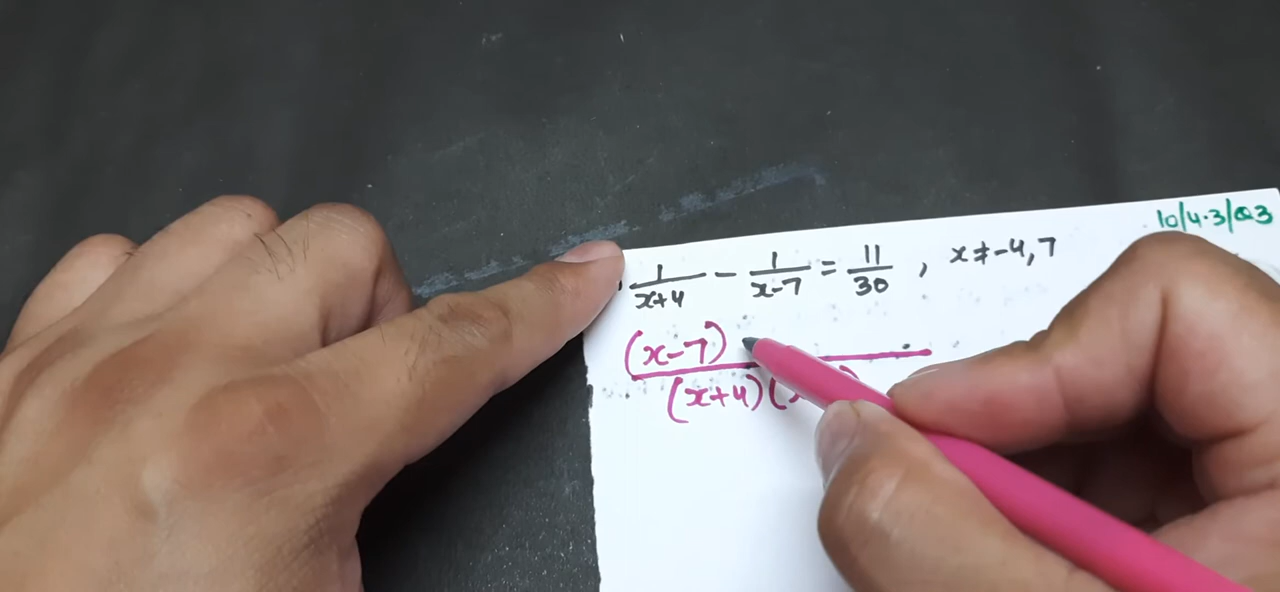 10/4.3/Q3
1/(x+4) - 1/(x-7) = 11/30 , x ≠ -4, 7
(x-7)
(x+4)(